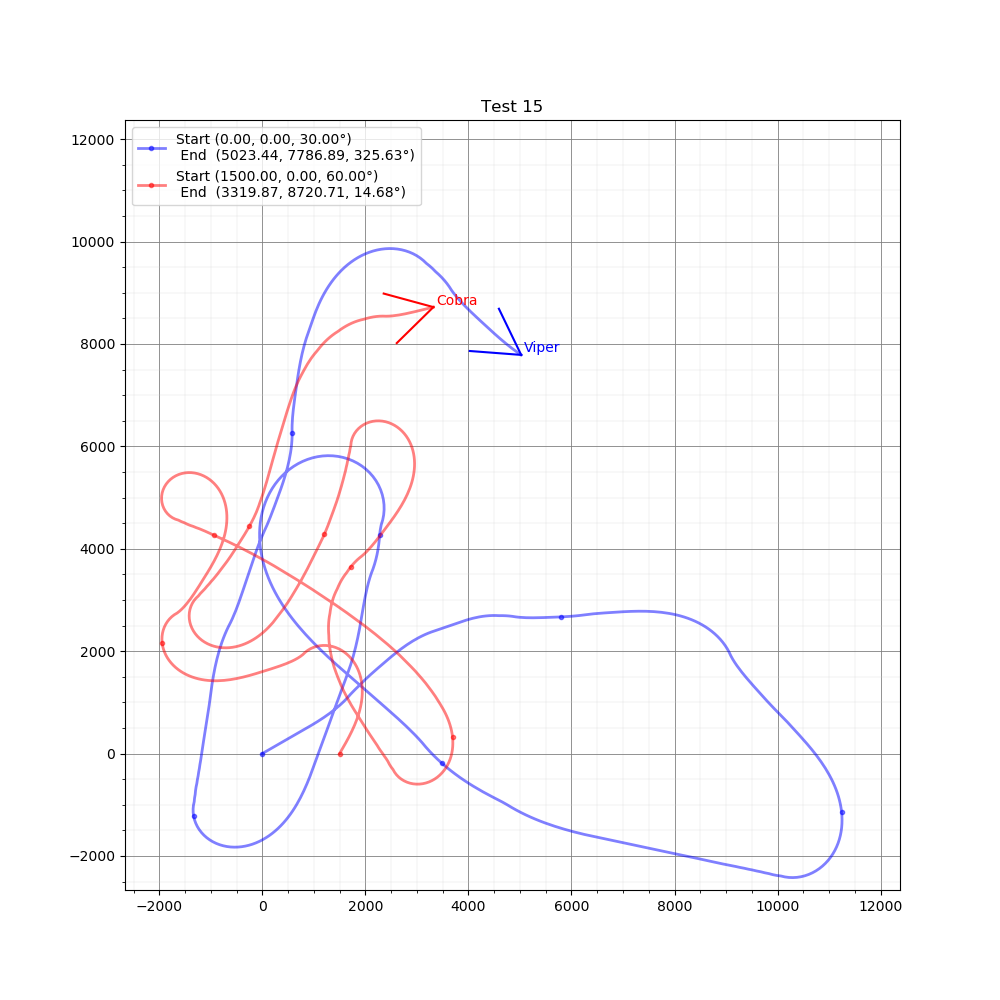 Test 15
Start (0.00, 0.00, 30.00°)
End  (5023.44, 7786.89, 325.63°)
Start (1500.00, 0.00, 60.00°)
End  (3319.87, 8720.71, 14.68°)
12000
10000
8000
6000
4000
2000
0
−2000
Cobra
Viper
−2000 0 2000 4000 6000 8000 10000 12000